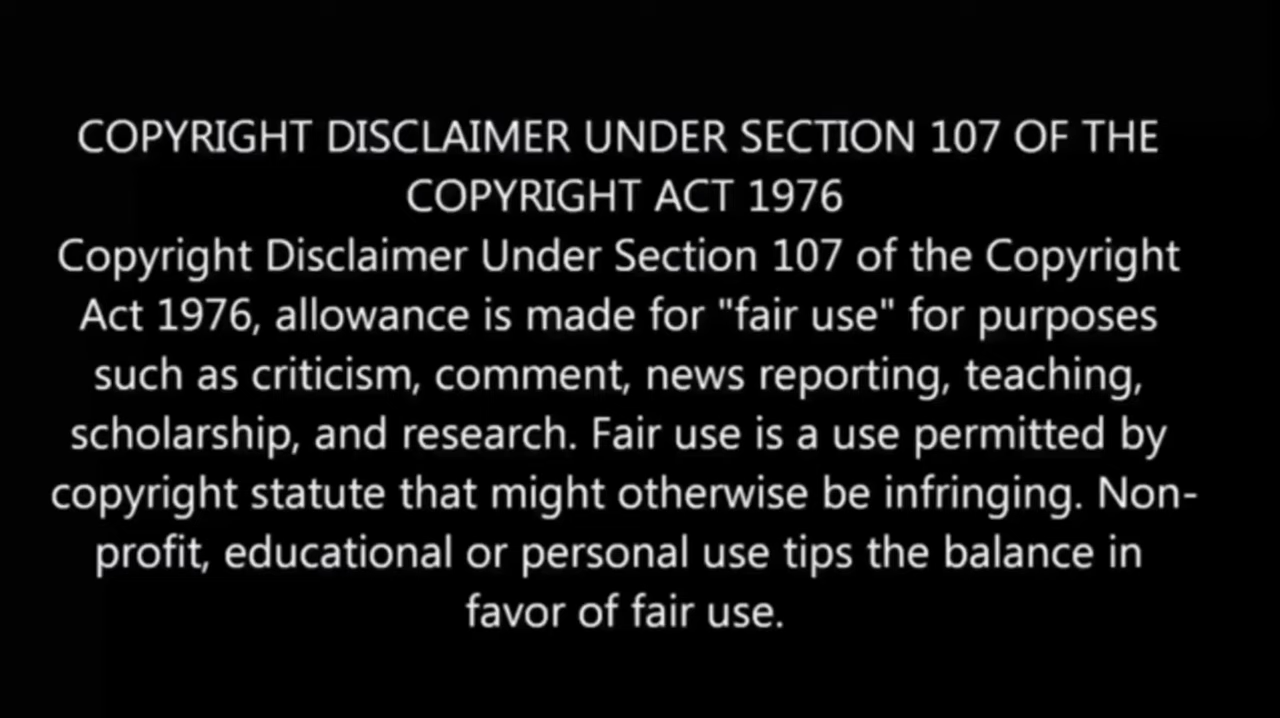 COPYRIGHT DISCLAIMER UNDER SECTION 107 OF THE
COPYRIGHT ACT 1976
Copyright Disclaimer Under Section 107 of the Copyright
Act 1976, allowance is made for "fair use" for purposes
such as criticism, comment, news reporting, teaching,
scholarship, and research. Fair use is a use permitted by
copyright statute that might otherwise be infringing. Non-
profit, educational or personal use tips the balance in
favor of fair use.